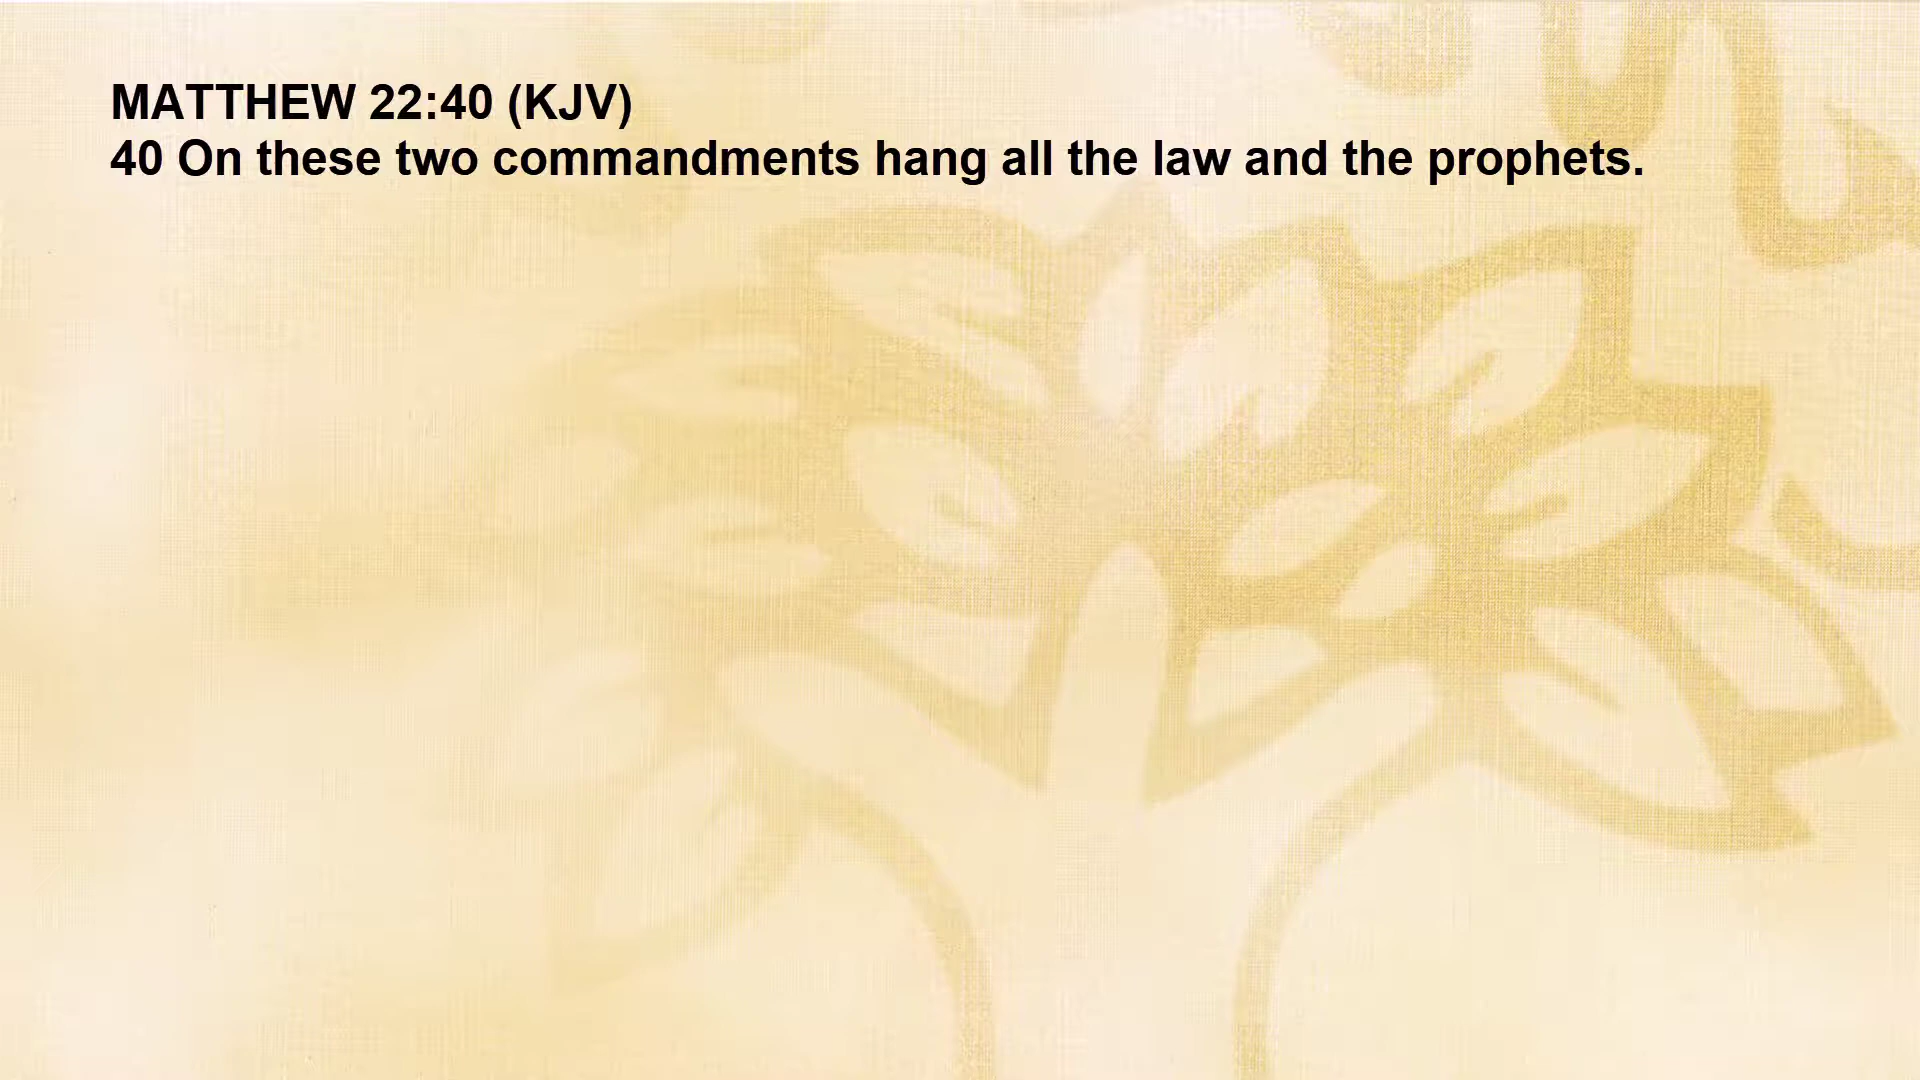 MATTHEW 22:40 (KJV)
40 On these two commandments hang all the law and the prophets.